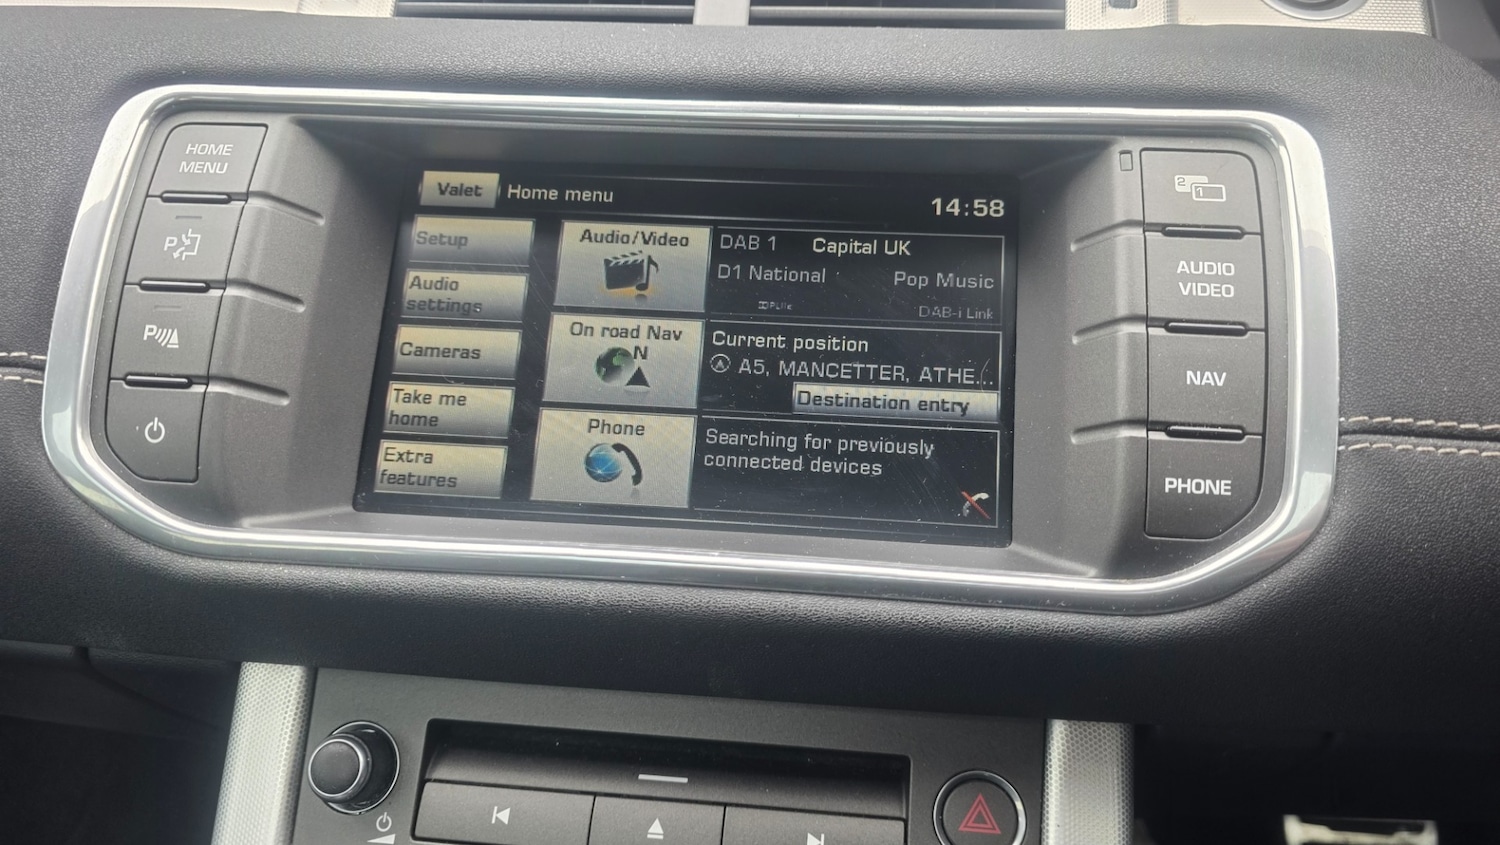 HOME
MENU
Valet
Home menu
14:58
Setup
Audio
settings
Cameras
Take me
home
Extra
features
Audio/Video
DAB 1
Capital UK
D1 National
Pop Music
DAB-i Link
On road Nav
N
Current position
A5, MANCETTER, ATHE...
Destination entry
Phone
Searching for previously
connected devices
P
P
2
1
AUDIO
VIDEO
NAV
PHONE